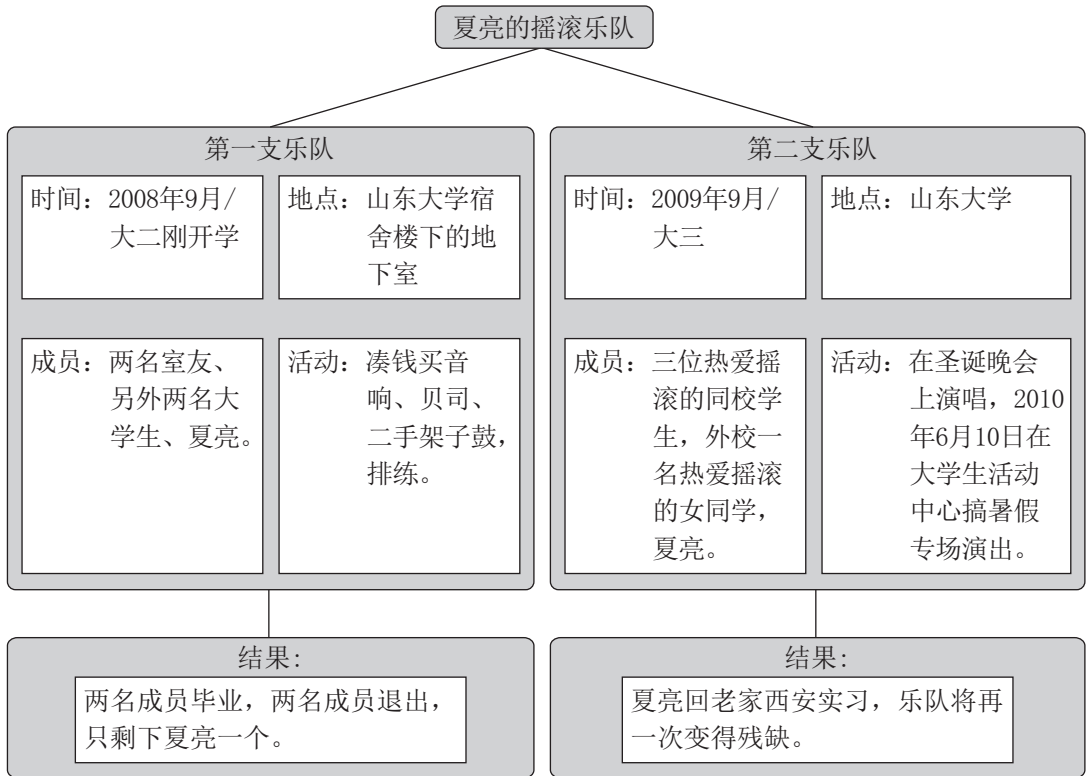 夏亮的摇滚乐队
第一支乐队
时间：2008年9月/
大二刚开学
地点：山东大学宿
舍楼下的地
下室
成员：两名室友、
另外两名大
学生、夏亮。
活动：凑钱买音
响、贝司、
二手架子鼓，
排练。
结果：
两名成员毕业，两名成员退出，
只剩下夏亮一个。
第二支乐队
时间：2009年9月/
大三
地点：山东大学
成员：三位热爱摇
滚的同校学
生，外校一
名热爱摇滚
的女同学，
夏亮。
活动：在圣诞晚会
上演唱，2010
年6月10日在
大学生活动
中心搞暑假
专场演出。
结果：
夏亮回老家西安实习，乐队将再
一次变得残缺。